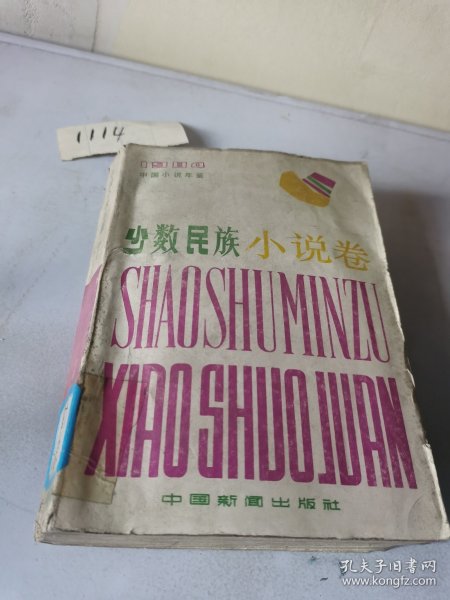 1114
1984
中国小说年鉴
少数民族小说卷
SHAOSHUMINZU
XIAOSHUOJUAN
中国新闻出版社
孔夫子旧书网
www.kongfz.com